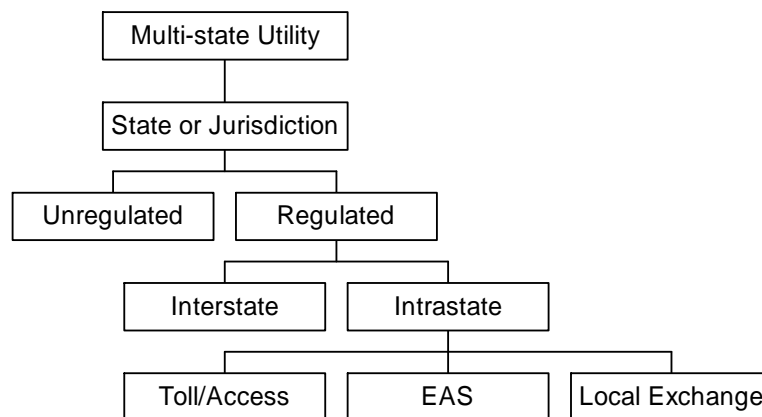 Multi-state Utility
State or Jurisdiction
Unregulated
Regulated
Interstate
Intrastate
Toll/Access
EAS
Local Exchange